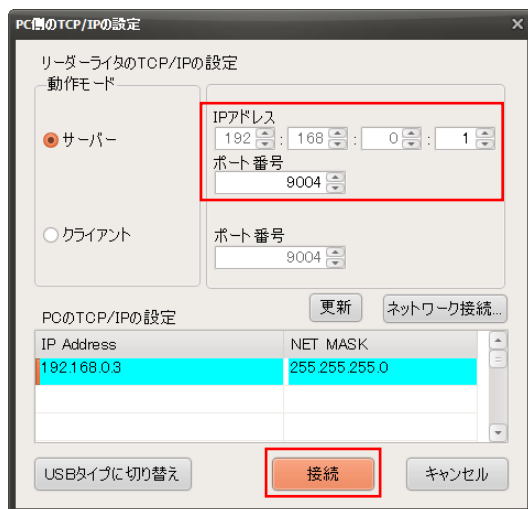 PC側のTCP/IPの設定
リーダーライタのTCP/IPの設定
動作モード
サーバー
IPアドレス
192 : 168 : 0 : 1
ポート番号
9004
クライアント
ポート番号
9004
更新
ネットワーク接続...
PCのTCP/IPの設定
IP Address NET MASK
192.168.0.3 255.255.255.0
USBタイプに切り替え
接続
キャンセル